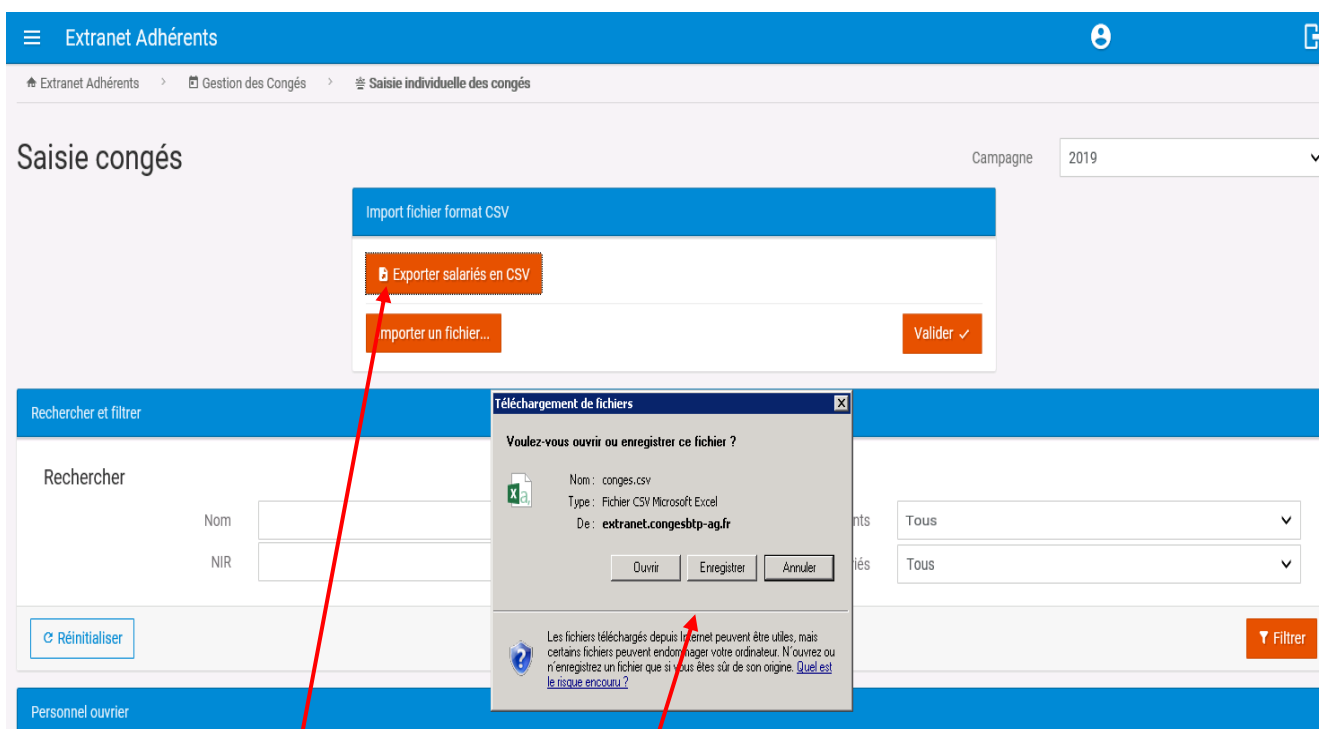 Extranet Adhérents
Extranet Adhérents > Gestion des Congés > Saisie individuelle des congés
Saisie congés
Campagne 2019
Import fichier format CSV
Exporter salariés en CSV
Importer un fichier... Valider
Rechercher et filtrer
Téléchargement de fichiers
Voulez-vous ouvrir ou enregistrer ce fichier ?
Rechercher
Nom : conges.csv
Type : Fichier CSV Microsoft Excel
De : extranet.congesbtp-ag.fr
Nom
nts Tous
NIR
iés Tous
Ouvrir Enregistrer Annuler
Réinitialiser
Filtrer
Les fichiers téléchargés depuis Internet peuvent être utiles, mais
certains fichiers peuvent endommager votre ordinateur. N'ouvrez ou
n'enregistrez un fichier que si vous êtes sûr de son origine. Quel est
le risque encouru ?
Personnel ouvrier